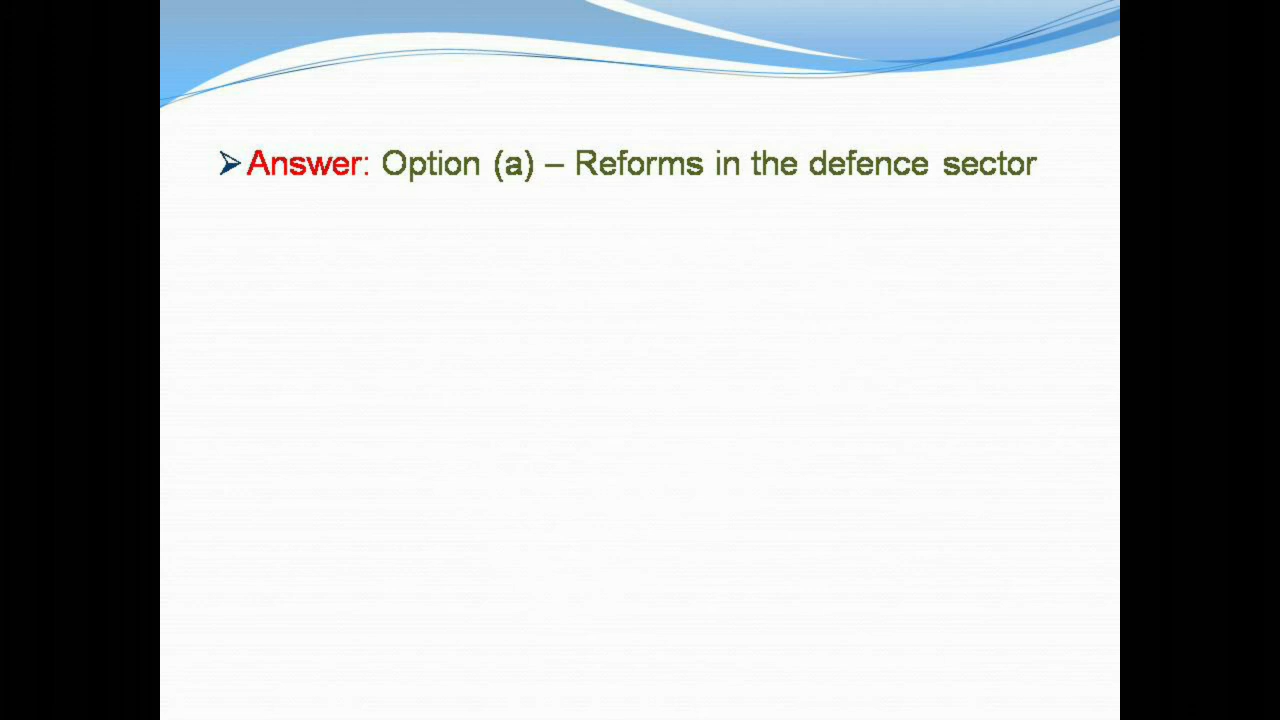 Answer: Option (a) – Reforms in the defence sector